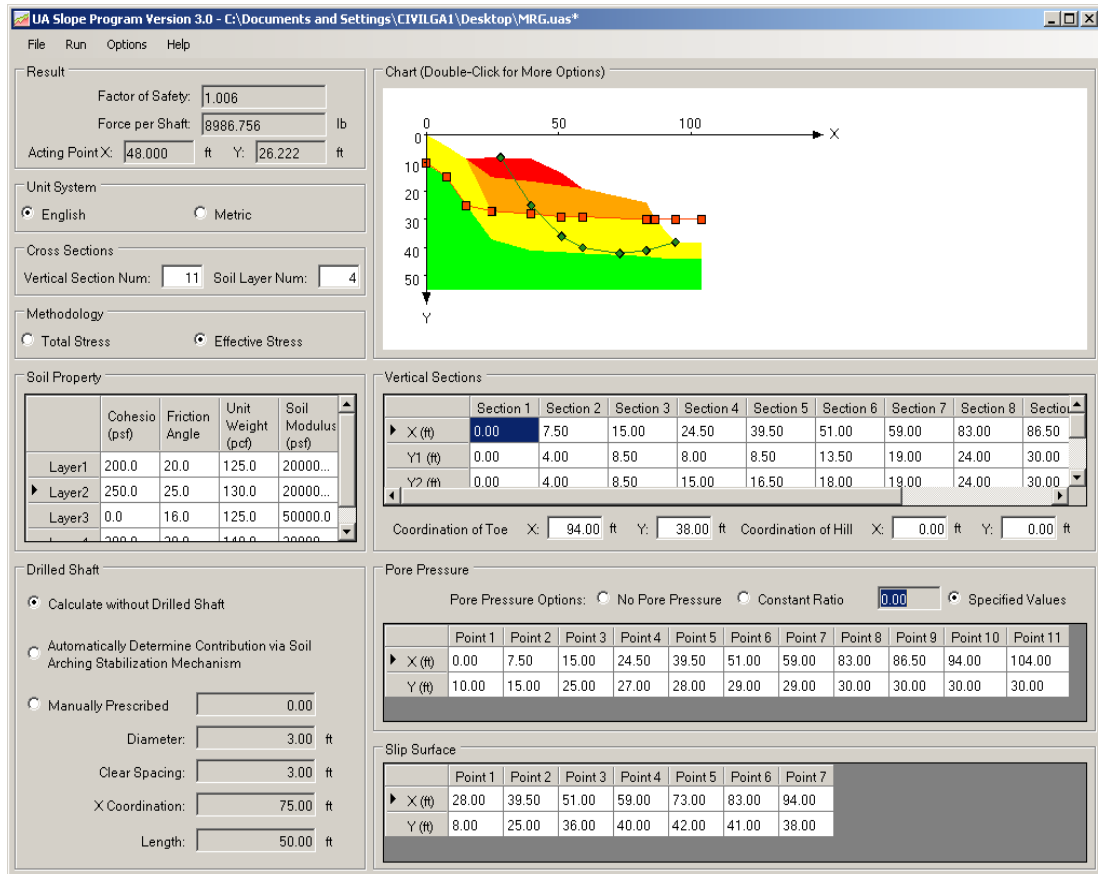 UA Slope Program Version 3.0 - C:\Documents and Settings\CIVILGA1\Desktop\MRG.uas*
File Run Options Help
Result
Factor of Safety: 1.006
Force per Shaft: 8986.756 lb
Acting Point X: 48.000 ft Y: 26.222 ft
Unit System
English Metric
Cross Sections
Vertical Section Num: 11 Soil Layer Num: 4
Methodology
Total Stress Effective Stress
Chart (Double-Click for More Options)
0 50 100 X
0
10
20
30
40
50
Y
Soil Property
Cohesio (psf) Friction Angle Unit Weight (pcf) Soil Modulus (psf)
Layer1 200.0 20.0 125.0 20000...
Layer2 250.0 25.0 130.0 20000...
Layer3 0.0 16.0 125.0 50000.0
Vertical Sections
Section 1 Section 2 Section 3 Section 4 Section 5 Section 6 Section 7 Section 8 Section
X (ft) 0.00 7.50 15.00 24.50 39.50 51.00 59.00 83.00 86.50
Y1 (ft) 0.00 4.00 8.50 8.00 8.50 13.50 19.00 24.00 30.00
Y2 (ft) 0.00 4.00 8.50 15.00 16.50 18.00 19.00 24.00 30.00
Coordination of Toe X: 94.00 ft Y: 38.00 ft Coordination of Hill X: 0.00 ft Y: 0.00 ft
Drilled Shaft
Calculate without Drilled Shaft
Automatically Determine Contribution via Soil
Arching Stabilization Mechanism
Manually Prescribed 0.00
Diameter: 3.00 ft
Clear Spacing: 3.00 ft
X Coordination: 75.00 ft
Length: 50.00 ft
Pore Pressure
Pore Pressure Options: No Pore Pressure Constant Ratio 0.00 Specified Values
Point 1 Point 2 Point 3 Point 4 Point 5 Point 6 Point 7 Point 8 Point 9 Point 10 Point 11
X (ft) 0.00 7.50 15.00 24.50 39.50 51.00 59.00 83.00 86.50 94.00 104.00
Y (ft) 10.00 15.00 25.00 27.00 28.00 29.00 29.00 30.00 30.00 30.00 30.00
Slip Surface
Point 1 Point 2 Point 3 Point 4 Point 5 Point 6 Point 7
X (ft) 28.00 39.50 51.00 59.00 73.00 83.00 94.00
Y (ft) 8.00 25.00 36.00 40.00 42.00 41.00 38.00